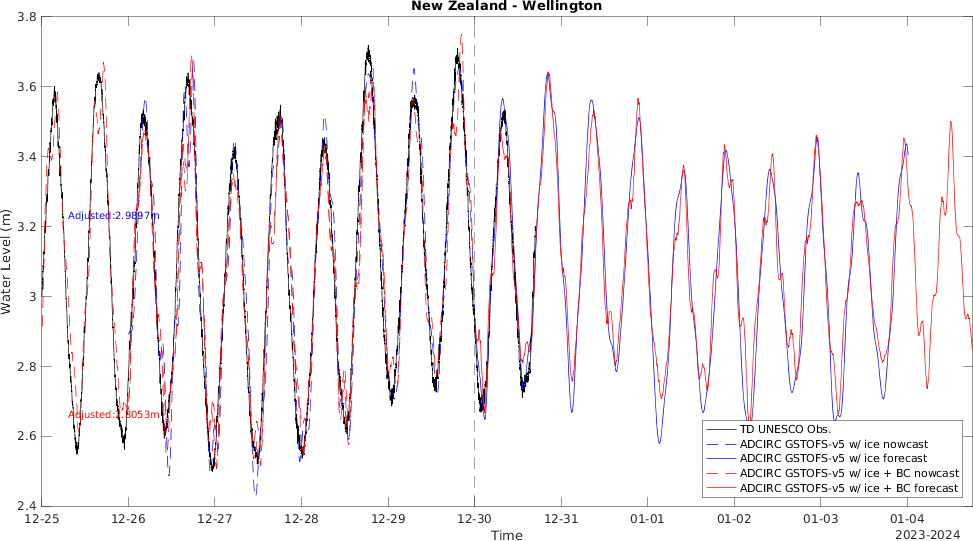 New Zealand - Wellington
3.8
3.6
3.4
3.2
3
2.8
2.6
2.4
Water Level (m)
Adjusted:2.9897m
Adjusted:2.8053m
TD UNESCO Obs.
ADCIRC GSTOFS-v5 w/ ice nowcast
ADCIRC GSTOFS-v5 w/ ice forecast
ADCIRC GSTOFS-v5 w/ ice + BC nowcast
ADCIRC GSTOFS-v5 w/ ice + BC forecast
12-25 12-26 12-27 12-28 12-29 12-30 12-31 01-01 01-02 01-03 01-04
Time
2023-2024